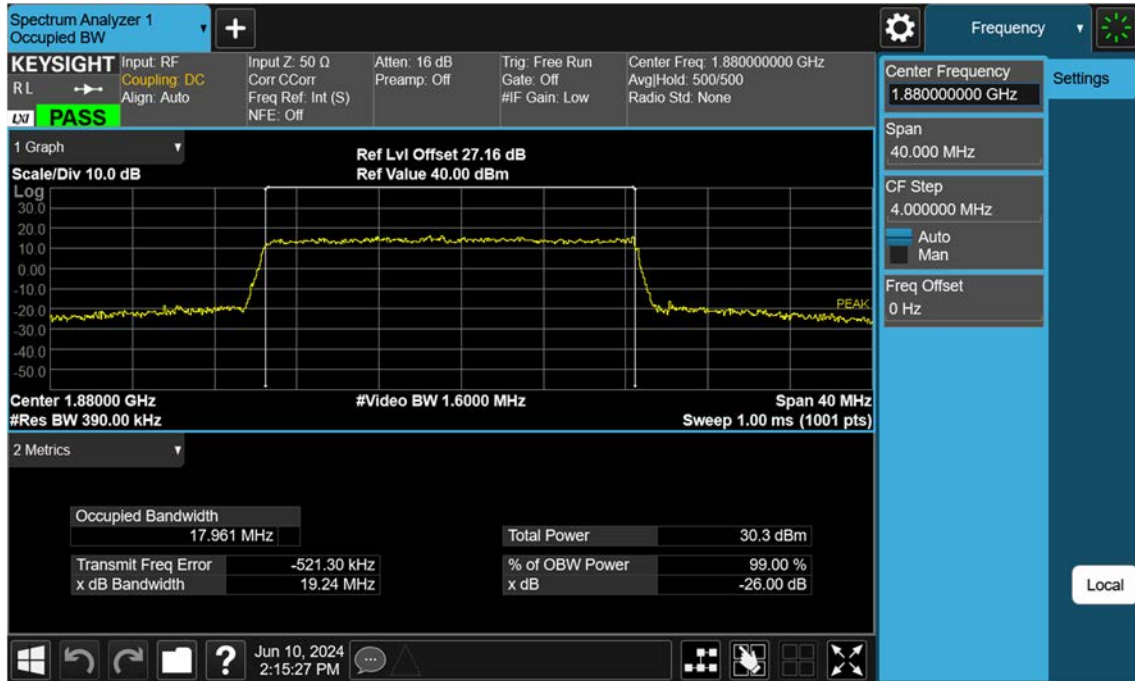 Spectrum Analyzer 1
Occupied BW
+
Frequency
KEYSIGHT
R L
LXI PASS
Input: RF
Coupling: DC
Align: Auto
Input Z: 50 Ω
Corr CCorr
Freq Ref: Int (S)
NFE: Off
Atten: 16 dB
Preamp: Off
Trig: Free Run
Gate: Off
#IF Gain: Low
Center Freq: 1.880000000 GHz
Avg|Hold: 500/500
Radio Std: None
Center Frequency
1.880000000 GHz
Settings
Span
40.000 MHz
CF Step
4.000000 MHz
Auto
Man
Freq Offset
0 Hz
Local
1 Graph
Scale/Div 10.0 dB
Ref Lvl Offset 27.16 dB
Ref Value 40.00 dBm
Log
30.0
20.0
10.0
0.00
-10.0
-20.0
-30.0
-40.0
-50.0
PEAK
Center 1.88000 GHz
#Video BW 1.6000 MHz
Span 40 MHz
#Res BW 390.00 kHz
Sweep 1.00 ms (1001 pts)
2 Metrics
Occupied Bandwidth
17.961 MHz
Total Power 30.3 dBm
Transmit Freq Error -521.30 kHz
% of OBW Power 99.00 %
x dB Bandwidth 19.24 MHz
x dB -26.00 dB
?
Jun 10, 2024
2:15:27 PM